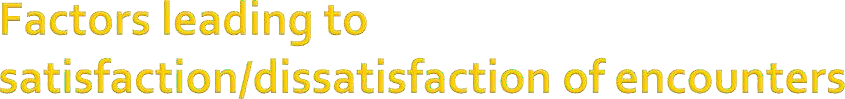 Factors leading to
satisfaction/dissatisfaction of encounters